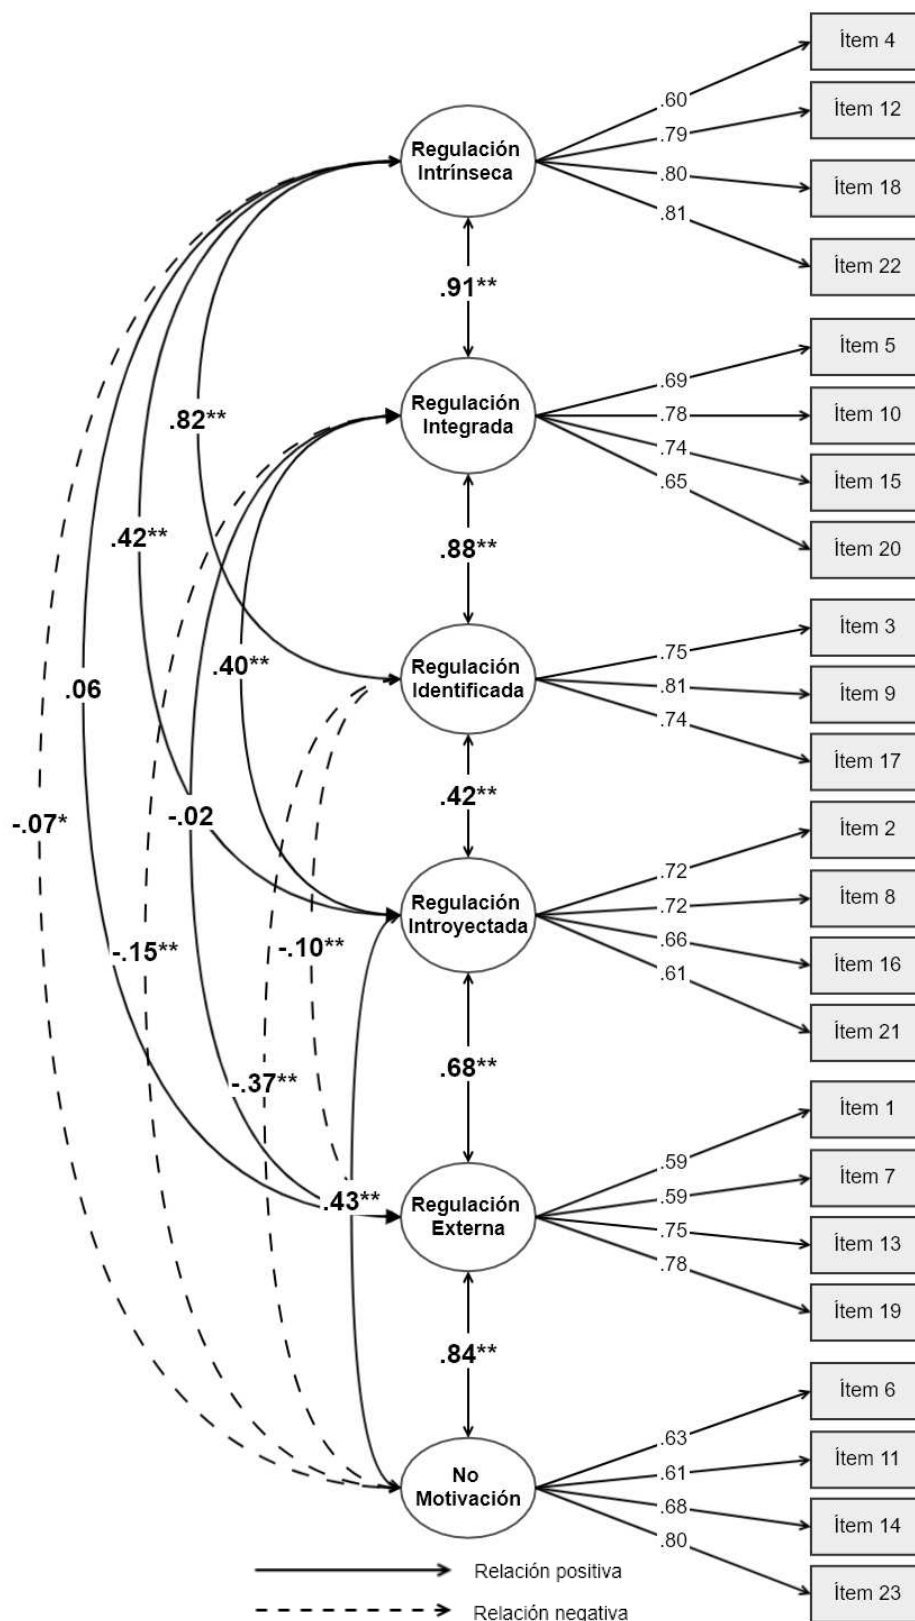 Ítem 4
.60
Ítem 12
.79
Regulación
Intrínseca
.80
Ítem 18
.81
Ítem 22
.91**
Ítem 5
.69
Regulación
Integrada
.78
Ítem 10
.74
Ítem 15
.65
Ítem 20
.82**
.42**
.88**
Ítem 3
.75
Regulación
Identificada
.81
Ítem 9
.74
Ítem 17
.40**
.06
.42**
-.02
-.07*
Ítem 2
.72
Regulación
Introyectada
.72
Ítem 8
.66
Ítem 16
.61
Ítem 21
-.10**
-.15**
.68**
-.37**
Ítem 1
.59
Regulación
Externa
.59
Ítem 7
.75
Ítem 13
.78
Ítem 19
.43**
.84**
Ítem 6
.63
No
Motivación
.61
Ítem 11
.68
Ítem 14
.80
Ítem 23
Relación positiva
Relación negativa